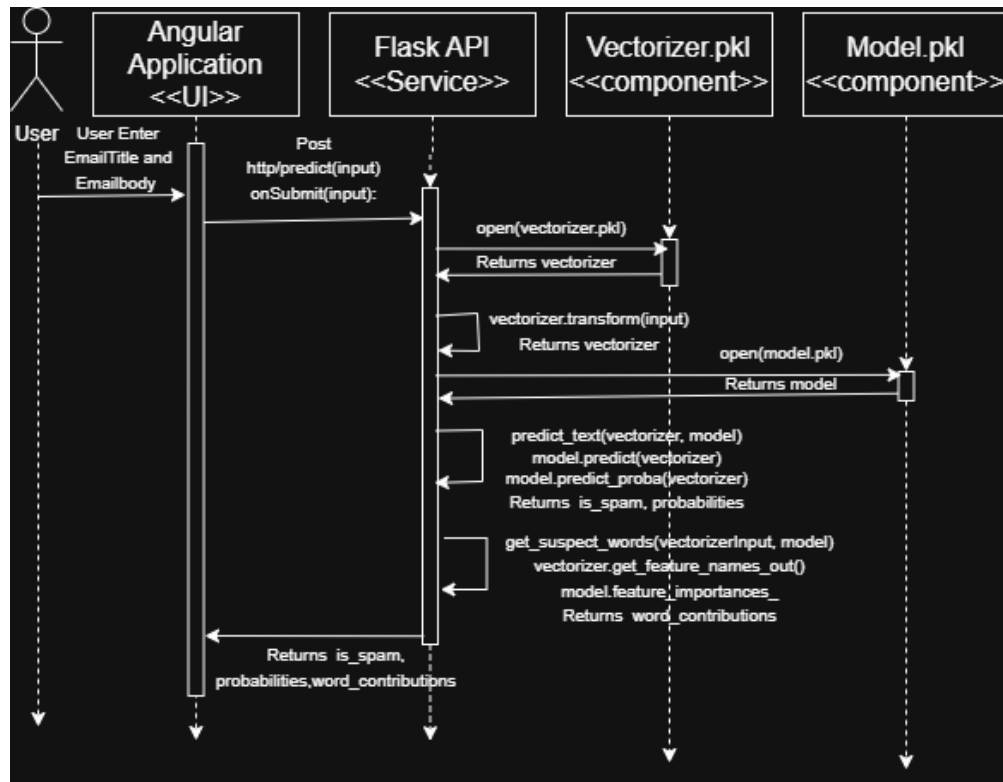 Angular
Application
<<UI>>
Flask API
<<Service>>
Vectorizer.pkl
<<component>>
Model.pkl
<<component>>
User
User Enter
EmailTitle and
Emailbody
Post
http/predict(input)
onSubmit(input):
open(vectorizer.pkl)
Returns vectorizer
vectorizer.transform(input)
Returns vectorizer
open(model.pkl)
Returns model
predict_text(vectorizer, model)
model.predict(vectorizer)
model.predict_proba(vectorizer)
Returns is_spam, probabilities
get_suspect_words(vectorizerInput, model)
vectorizer.get_feature_names_out()
model.feature_importances_
Returns word_contributions
Returns is_spam,
probabilities,word_contributions